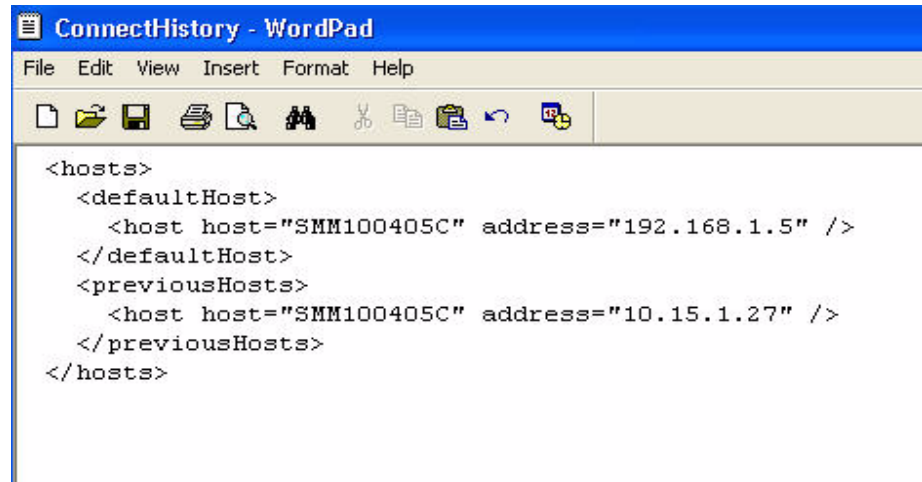 ConnectHistory - WordPad
File Edit View Insert Format Help
<hosts>
<defaultHost>
<host host="SMM100405C" address="192.168.1.5" />
</defaultHost>
<previousHosts>
<host host="SMM100405C" address="10.15.1.27" />
</previousHosts>
</hosts>